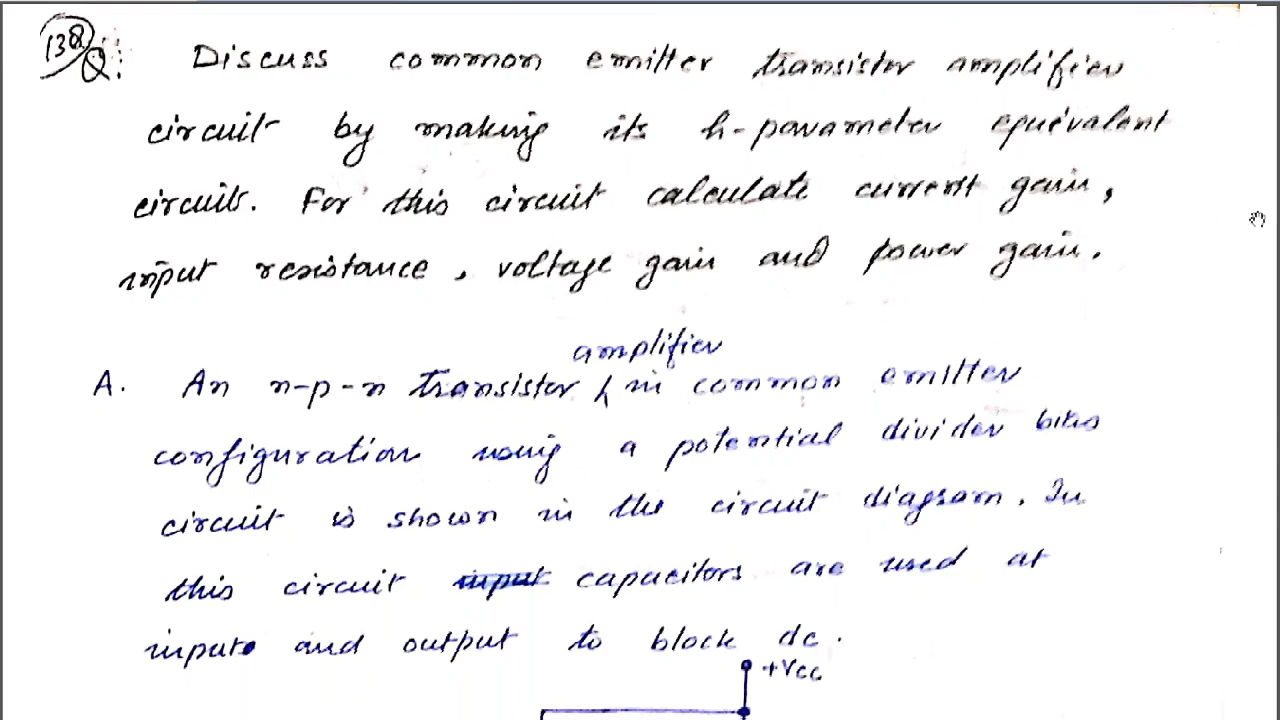 138 Q:
Discuss common emitter transistor amplifier
circuit by making its h-parameter equivalent
circuit. For this circuit calculate current gain,
input resistance, voltage gain and power gain.
amplifier
A. An n-p-n transistor in common emitter
configuration using a potential divider bias
circuit is shown in the circuit diagram. In
this circuit input capacitors are used at
input and output to block dc.
+Vcc